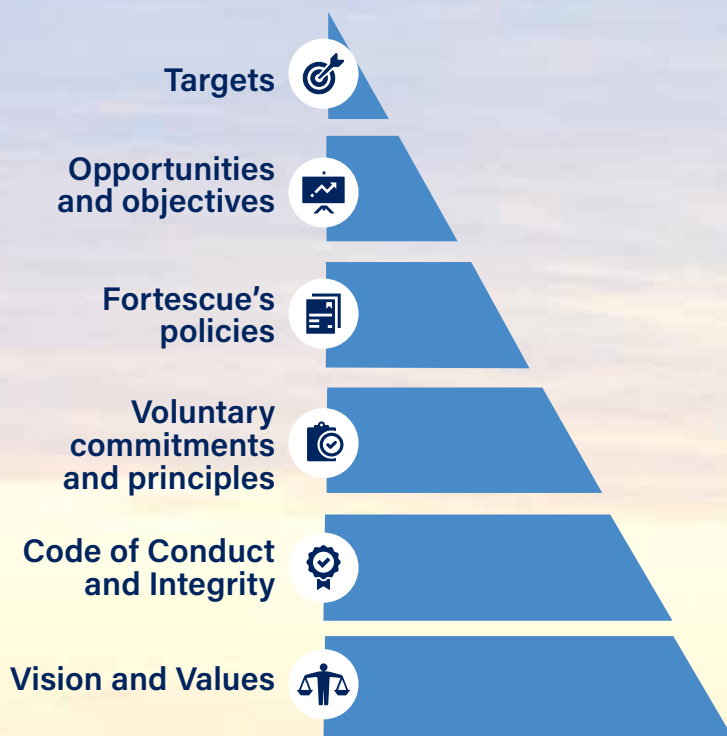 Targets
Opportunities
and objectives
Fortescue’s
policies
Voluntary
commitments
and principles
Code of Conduct
and Integrity
Vision and Values